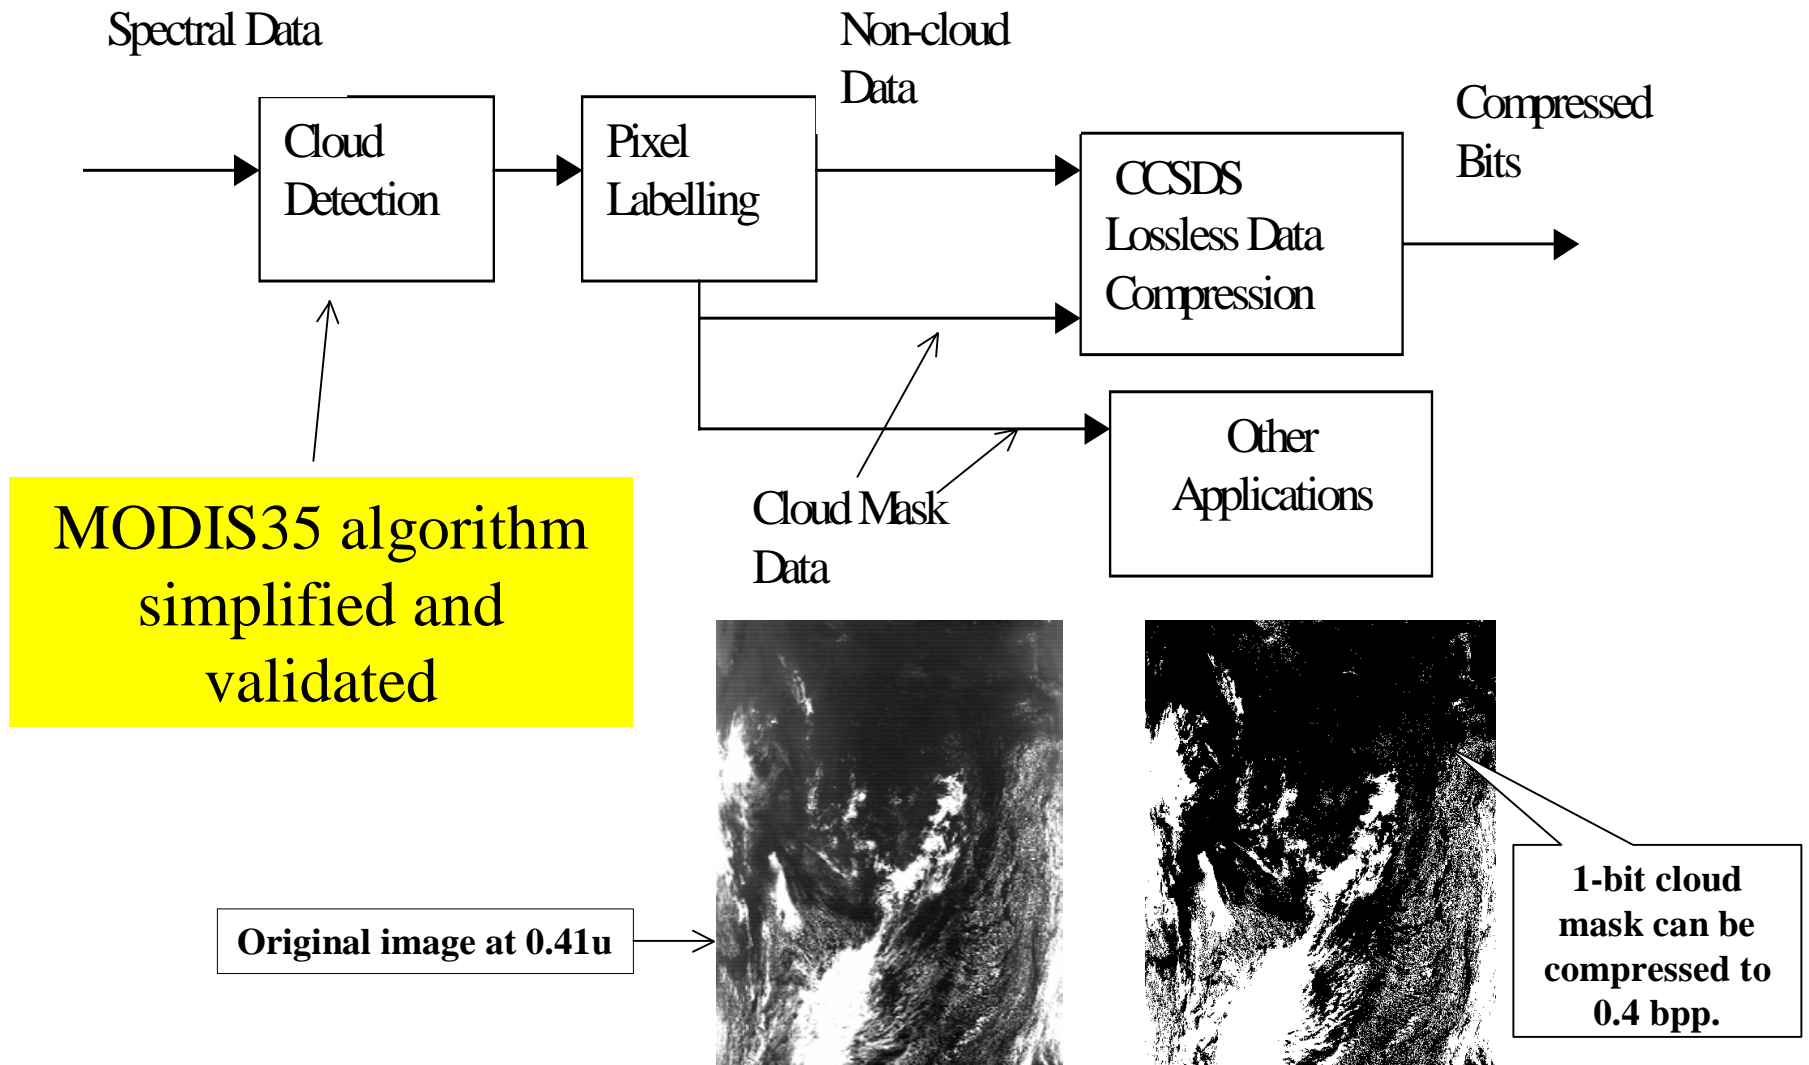 Spectral Data
Non-cloud
Data
Compressed
Bits
Cloud
Detection
Pixel
Labelling
CCSDS
Lossless Data
Compression
Other
Applications
Cloud Mask
Data
MODIS35 algorithm
simplified and
validated
Original image at 0.41u
1-bit cloud
mask can be
compressed to
0.4 bpp.